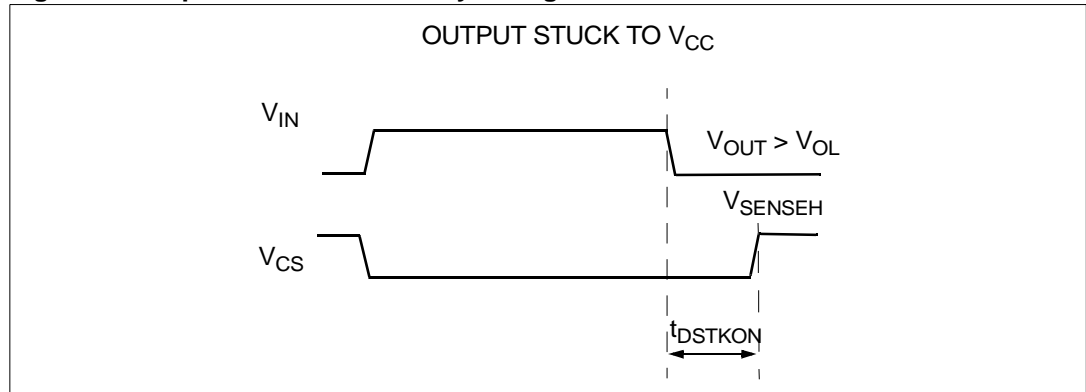 OUTPUT STUCK TO VCC
VIN
VOUT > VOL
VSENSEH
VCS
tDSTKON